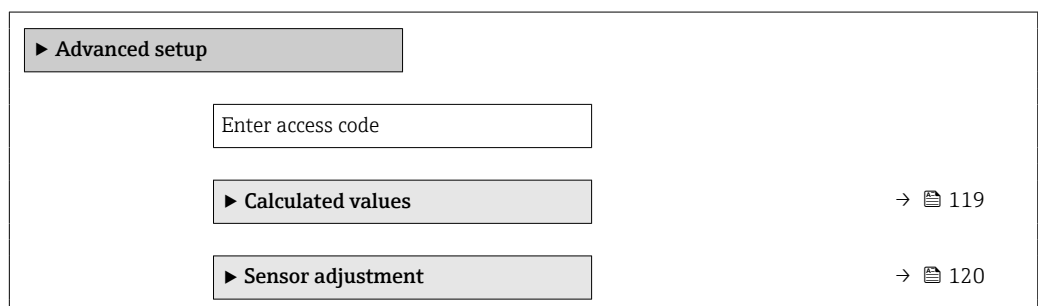 ▶ Advanced setup
Enter access code
▶ Calculated values → 119
▶ Sensor adjustment → 120